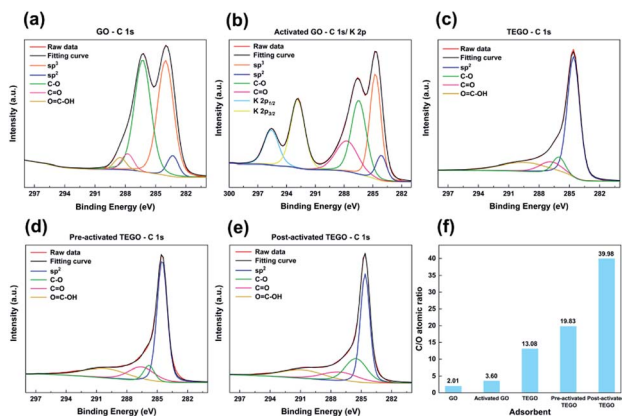 (a)
GO - C 1s
Raw data
Fitting curve
sp³
sp²
C-O
C=O
O=C-OH
Intensity (a.u.)
297 294 291 288 285 282
Binding Energy (eV)
(b)
Activated GO - C 1s/ K 2p
Raw data
Fitting curve
sp³
sp²
C-O
C=O
K 2p₁/₂
K 2p₃/₂
Intensity (a.u.)
300 297 294 291 288 285 282
Binding Energy (eV)
(c)
TEGO - C 1s
Raw data
Fitting curve
sp²
C-O
C=O
O=C-OH
Intensity (a.u.)
297 294 291 288 285 282
Binding Energy (eV)
(d)
Pre-activated TEGO - C 1s
Raw data
Fitting curve
sp²
C-O
C=O
O=C-OH
Intensity (a.u.)
297 294 291 288 285 282
Binding Energy (eV)
(e)
Post-activated TEGO - C 1s
Raw data
Fitting curve
sp²
C-O
C=O
O=C-OH
Intensity (a.u.)
297 294 291 288 285 282
Binding Energy (eV)
(f)
C/O atomic ratio
40
35
30
25
20
15
10
5
0
2.01
3.60
13.08
19.83
39.98
GO Activated GO TEGO Pre-activated TEGO Post-activated TEGO
Adsorbent